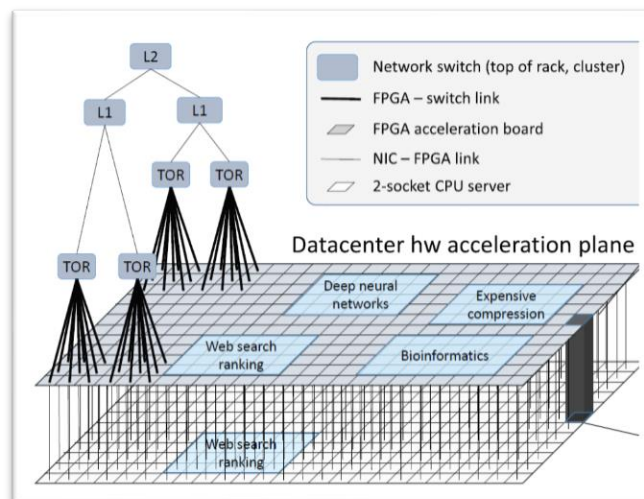 L2
L1
L1
TOR
TOR
TOR
TOR
Network switch (top of rack, cluster)
FPGA – switch link
FPGA acceleration board
NIC – FPGA link
2-socket CPU server
Datacenter hw acceleration plane
Deep neural
networks
Expensive
compression
Web search
ranking
Bioinformatics
Web search
ranking